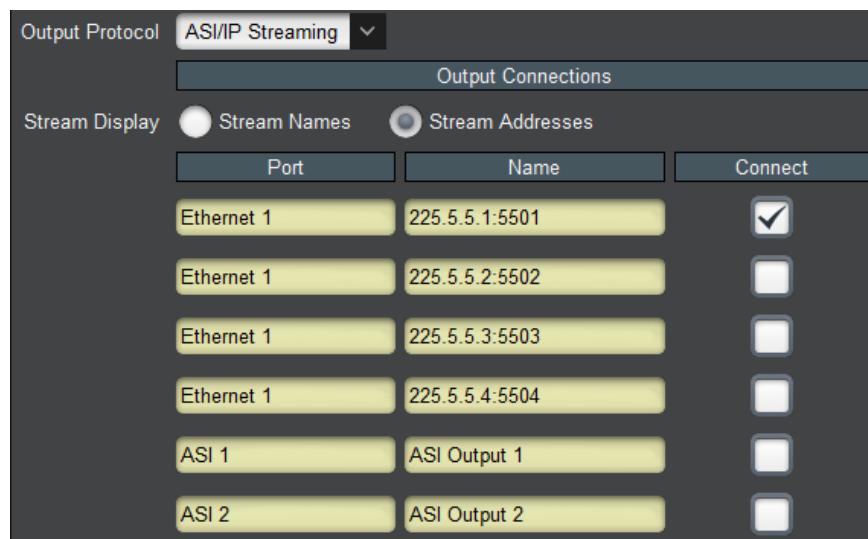 Output Protocol ASI/IP Streaming
Output Connections
Stream Display Stream Names Stream Addresses
Port Name Connect
Ethernet 1 225.5.5.1:5501
Ethernet 1 225.5.5.2:5502
Ethernet 1 225.5.5.3:5503
Ethernet 1 225.5.5.4:5504
ASI 1 ASI Output 1
ASI 2 ASI Output 2